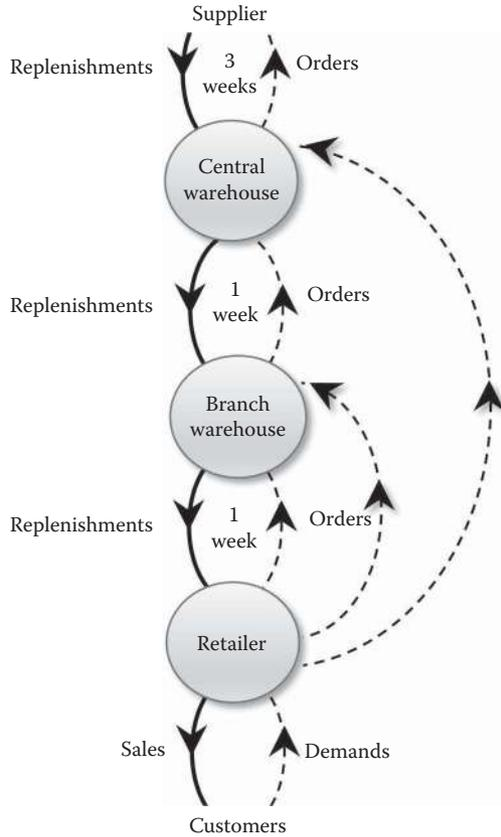 Supplier
Replenishments
3
weeks
Orders
Central
warehouse
Replenishments
1
week
Orders
Branch
warehouse
Replenishments
1
week
Orders
Retailer
Sales
Demands
Customers